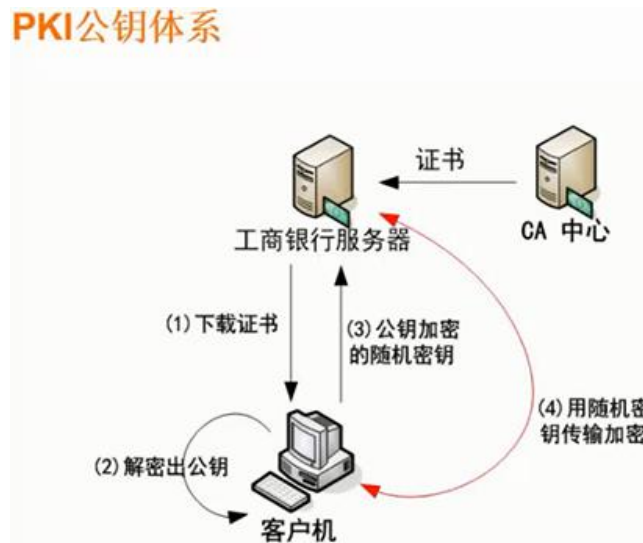 PKI公钥体系
证书
工商银行服务器
CA 中心
(1)下载证书
(3)公钥加密
的随机密钥
(4)用随机密
钥传输加密
(2)解密出公钥
客户机